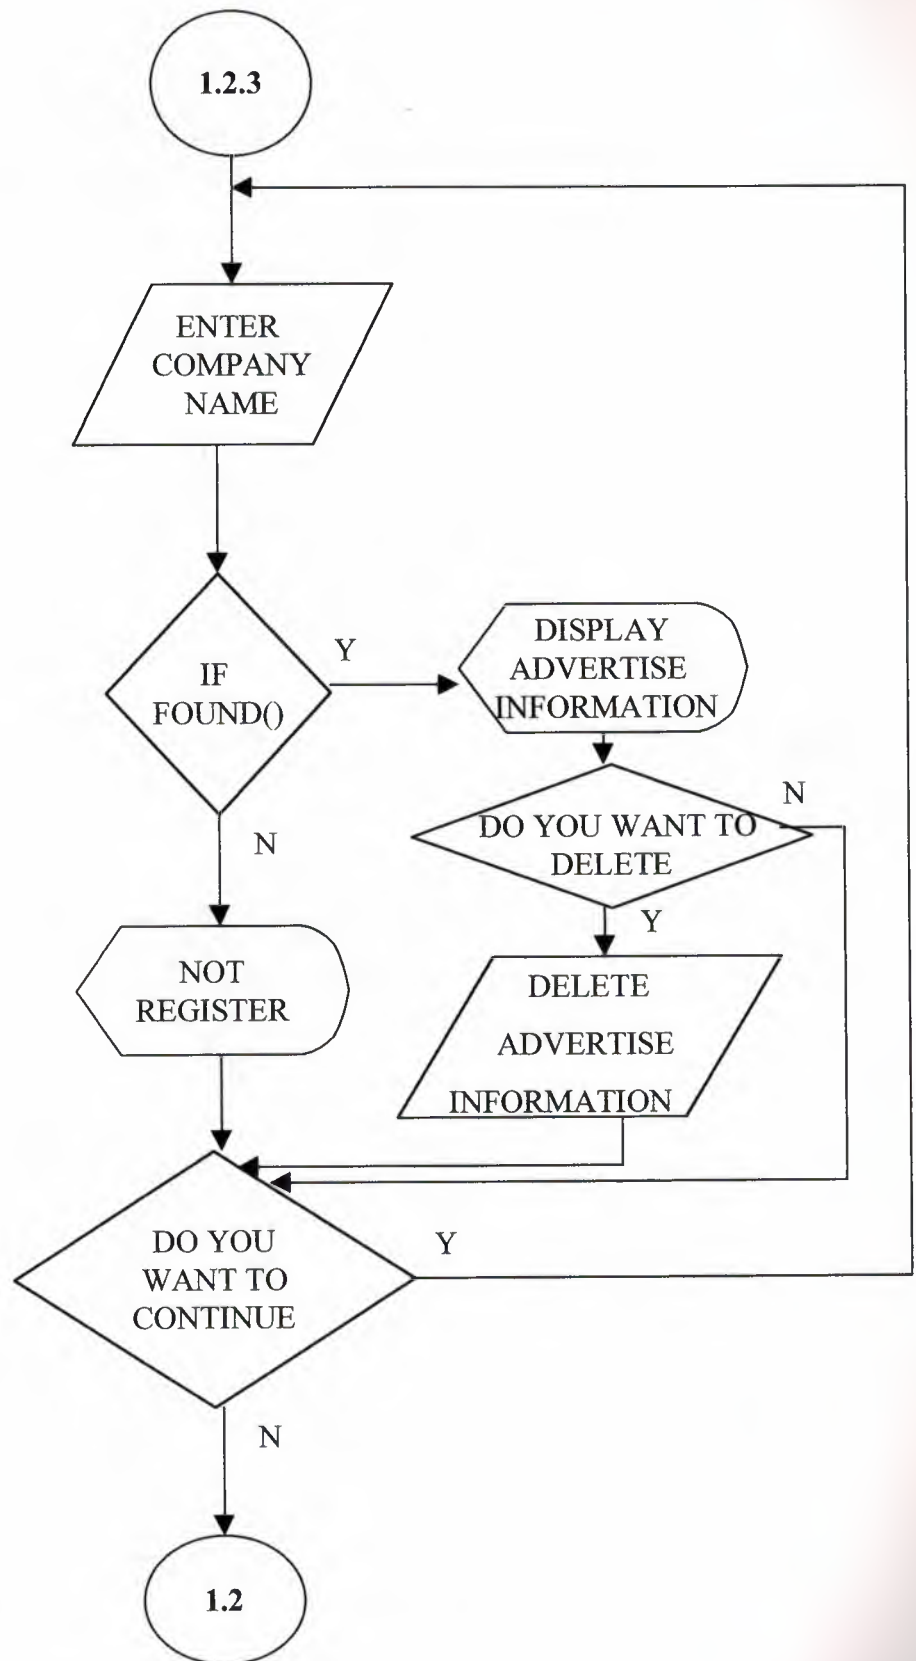 1.2.3
ENTER
COMPANY
NAME
IF
FOUND()
Y
DISPLAY
ADVERTISE
INFORMATION
N
DO YOU WANT TO
DELETE
N
Y
NOT
REGISTER
DELETE
ADVERTISE
INFORMATION
DO YOU
WANT TO
CONTINUE
Y
N
1.2